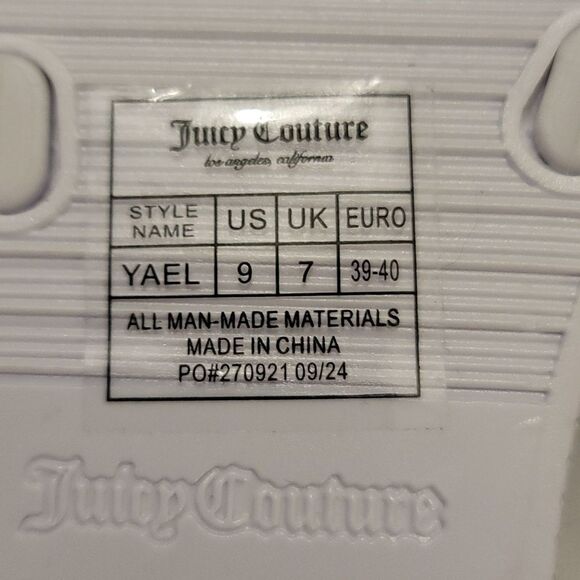 Juicy Couture
los angeles, california
STYLE NAME US UK EURO
YAEL 9 7 39-40
ALL MAN-MADE MATERIALS
MADE IN CHINA
PO#270921 09/24
Juicy Couture